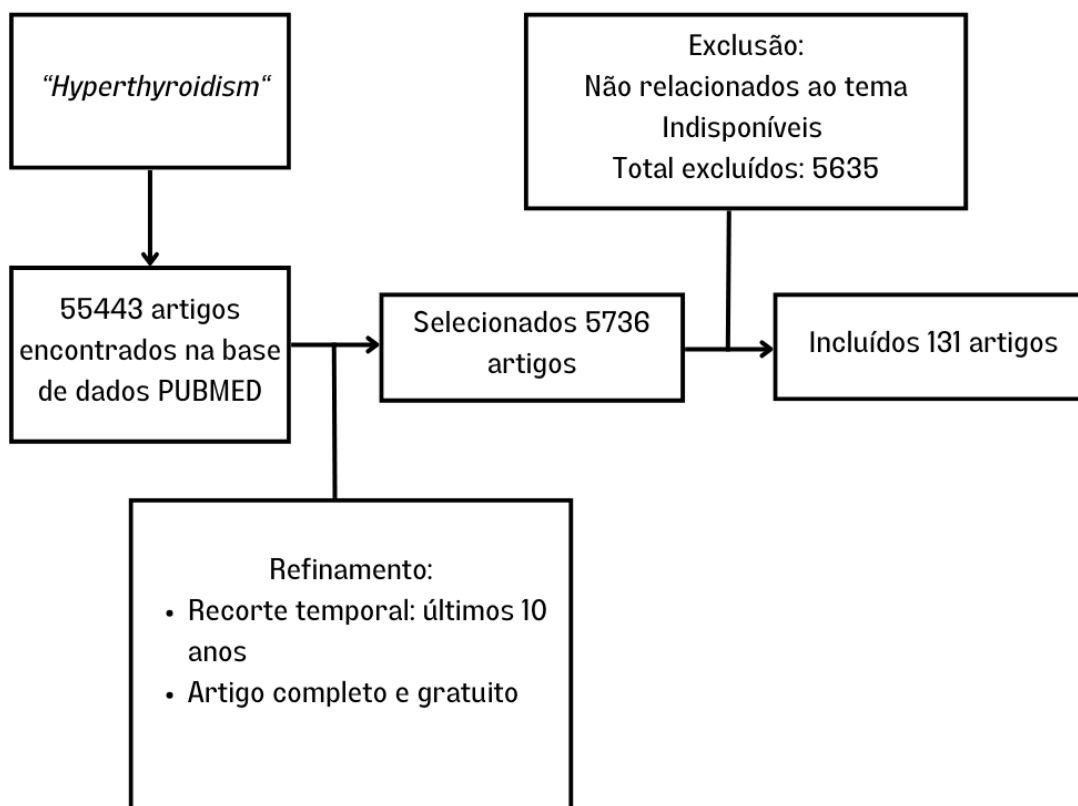 “Hyperthyroidism“
Exclusão:
Não relacionados ao tema
Indisponíveis
Total excluídos: 5635
55443 artigos
encontrados na base
de dados PUBMED
Selecionados 5736
artigos
Incluídos 131 artigos
Refinamento:
• Recorte temporal: últimos 10
anos
• Artigo completo e gratuito